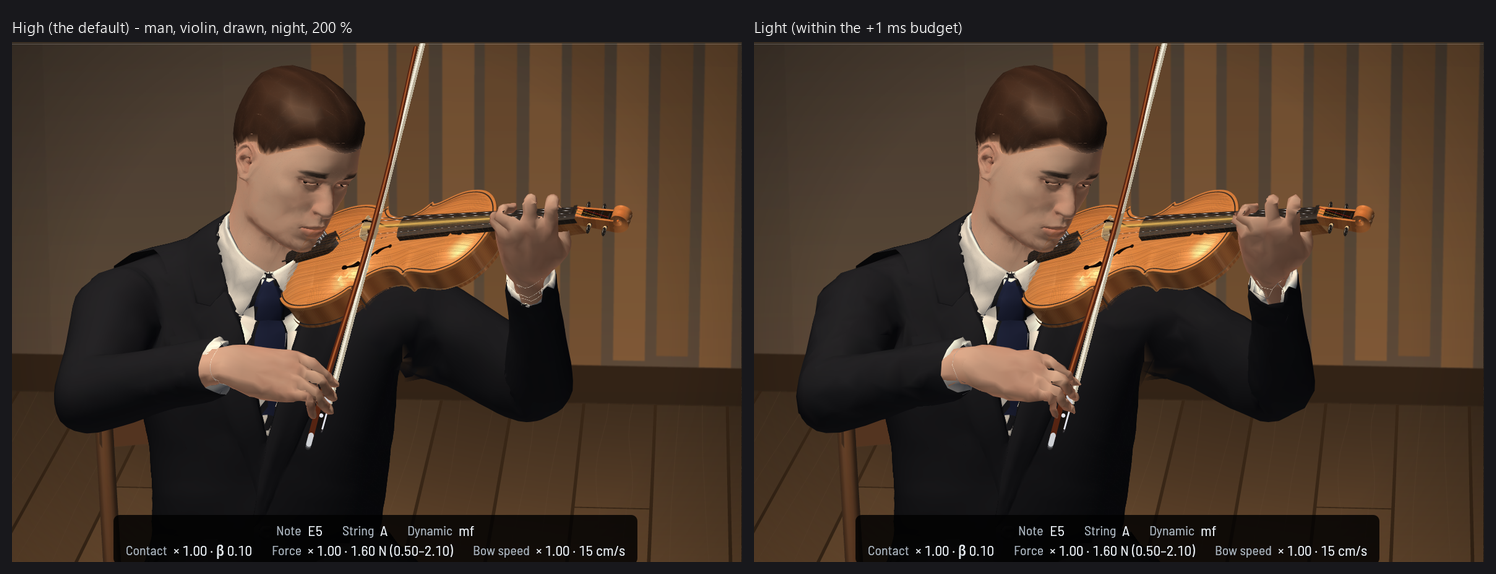 High (the default) - man, violin, drawn, night, 200 %
Light (within the +1 ms budget)
Note E5 String A Dynamic mf
Contact × 1.00 · β 0.10 Force × 1.00 · 1.60 N (0.50–2.10) Bow speed × 1.00 · 15 cm/s
Note E5 String A Dynamic mf
Contact × 1.00 · β 0.10 Force × 1.00 · 1.60 N (0.50–2.10) Bow speed × 1.00 · 15 cm/s